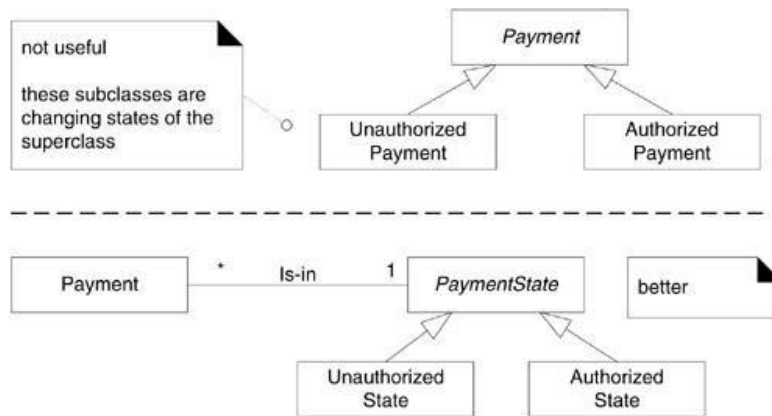 not useful
these subclasses are
changing states of the
superclass
Payment
Unauthorized
Payment
Authorized
Payment
Payment
*
Is-in
1
PaymentState
better
Unauthorized
State
Authorized
State